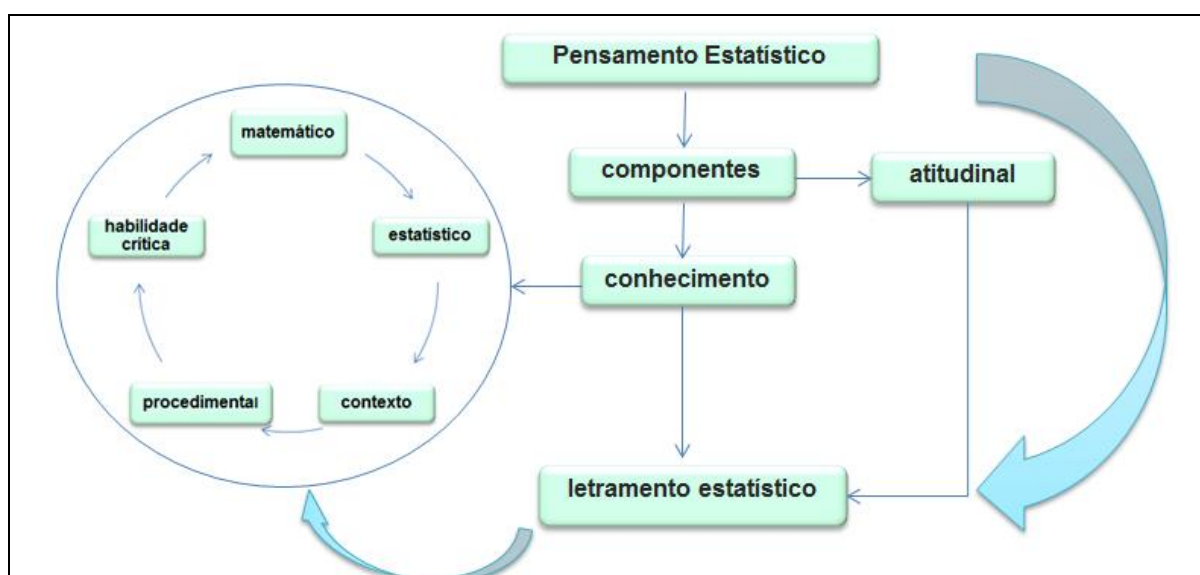 Pensamento Estatístico
componentes
atitudinal
conhecimento
letramento estatístico
matemático
estatístico
contexto
procedimental
habilidade
crítica